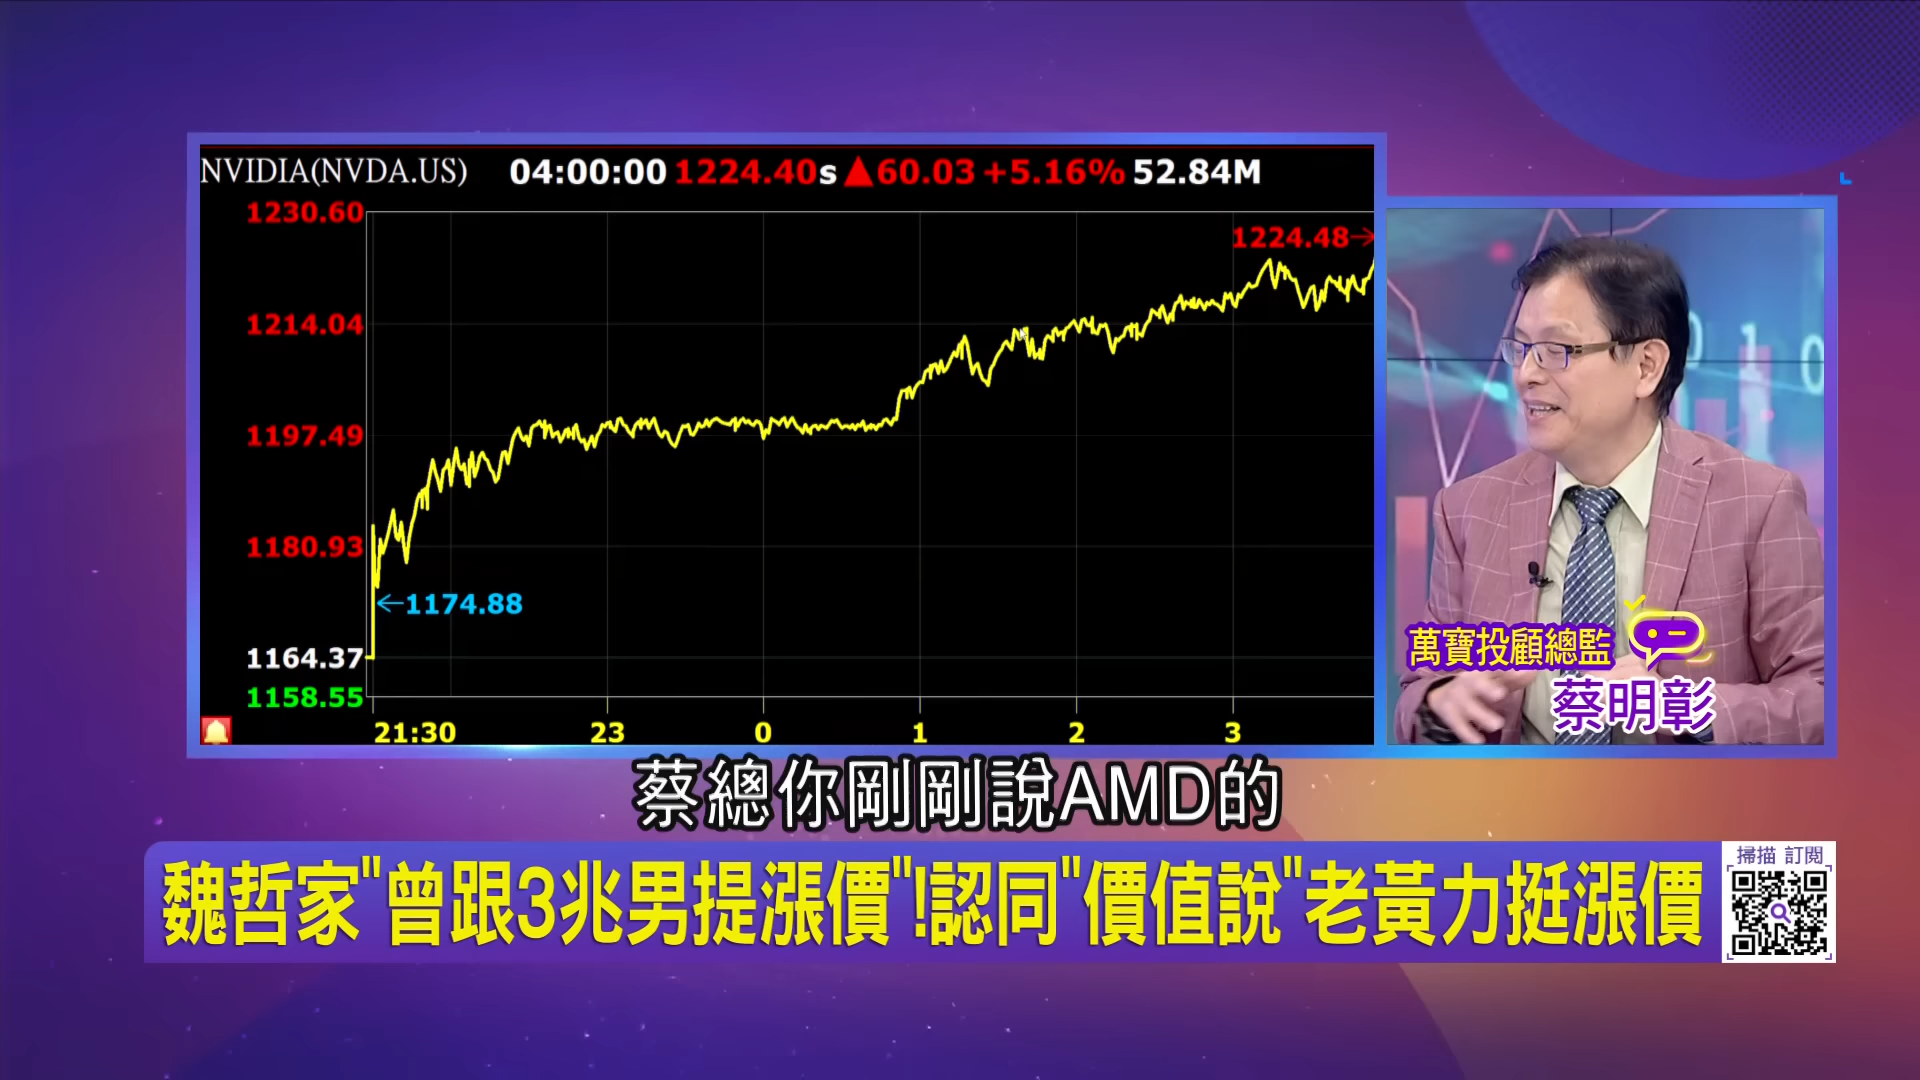 NVIDIA(NVDA.US) 04:00:00 1224.40s ▲60.03 +5.16% 52.84M
1230.60
1224.48→
1214.04
1197.49
1180.93
←1174.88
1164.37
1158.55
21:30 23 0 1 2 3
0 1 0
萬寶投顧總監
蔡明彰
蔡總你剛剛說AMD的
魏哲家"曾跟3兆男提漲價"!認同"價值說"老黃力挺漲價
掃描 訂閱